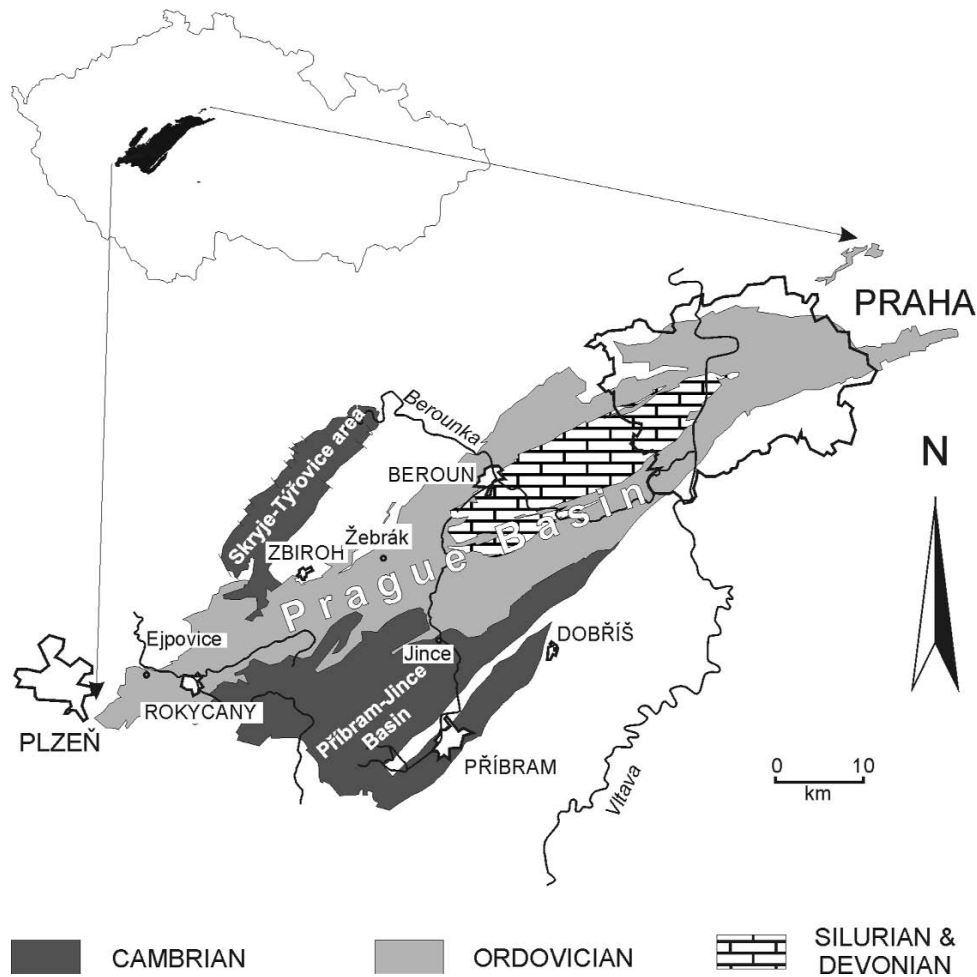 PRAHA
Berounka
Skryje-Týřovice area
BEROUN
N
Prague Basin
Žebrák
ZBIROH
Ejpovice
Jince
DOBŘÍŠ
ROKYCANY
Příbram-Jince
Basin
PLZEŇ
PŘÍBRAM
Vltava
0 10
km
CAMBRIAN
ORDOVICIAN
SILURIAN &
DEVONIAN